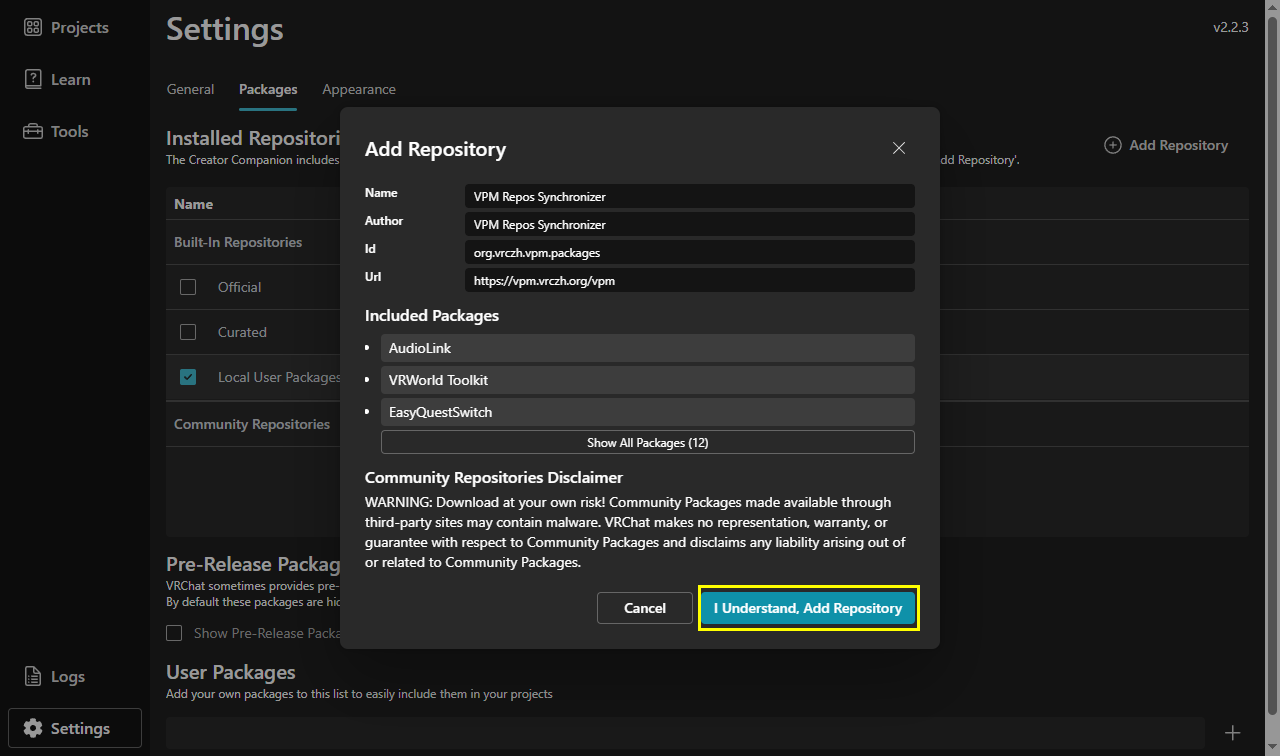 Projects
Learn
Tools
Logs
Settings
Settings
v2.2.3
General Packages Appearance
Installed Repositori
The Creator Companion includes
dd Repository'.
Add Repository
Name
Built-In Repositories
Official
Curated
Local User Packages
Community Repositories
Pre-Release Packag
VRChat sometimes provides pre-
By default these packages are hid
Show Pre-Release Packa
User Packages
Add your own packages to this list to easily include them in your projects
Add Repository
Name VPM Repos Synchronizer
Author VPM Repos Synchronizer
Id org.vrczh.vpm.packages
Url https://vpm.vrczh.org/vpm
Included Packages
• AudioLink
• VRWorld Toolkit
• EasyQuestSwitch
Show All Packages (12)
Community Repositories Disclaimer
WARNING: Download at your own risk! Community Packages made available through
third-party sites may contain malware. VRChat makes no representation, warranty, or
guarantee with respect to Community Packages and disclaims any liability arising out of
or related to Community Packages.
Cancel I Understand, Add Repository